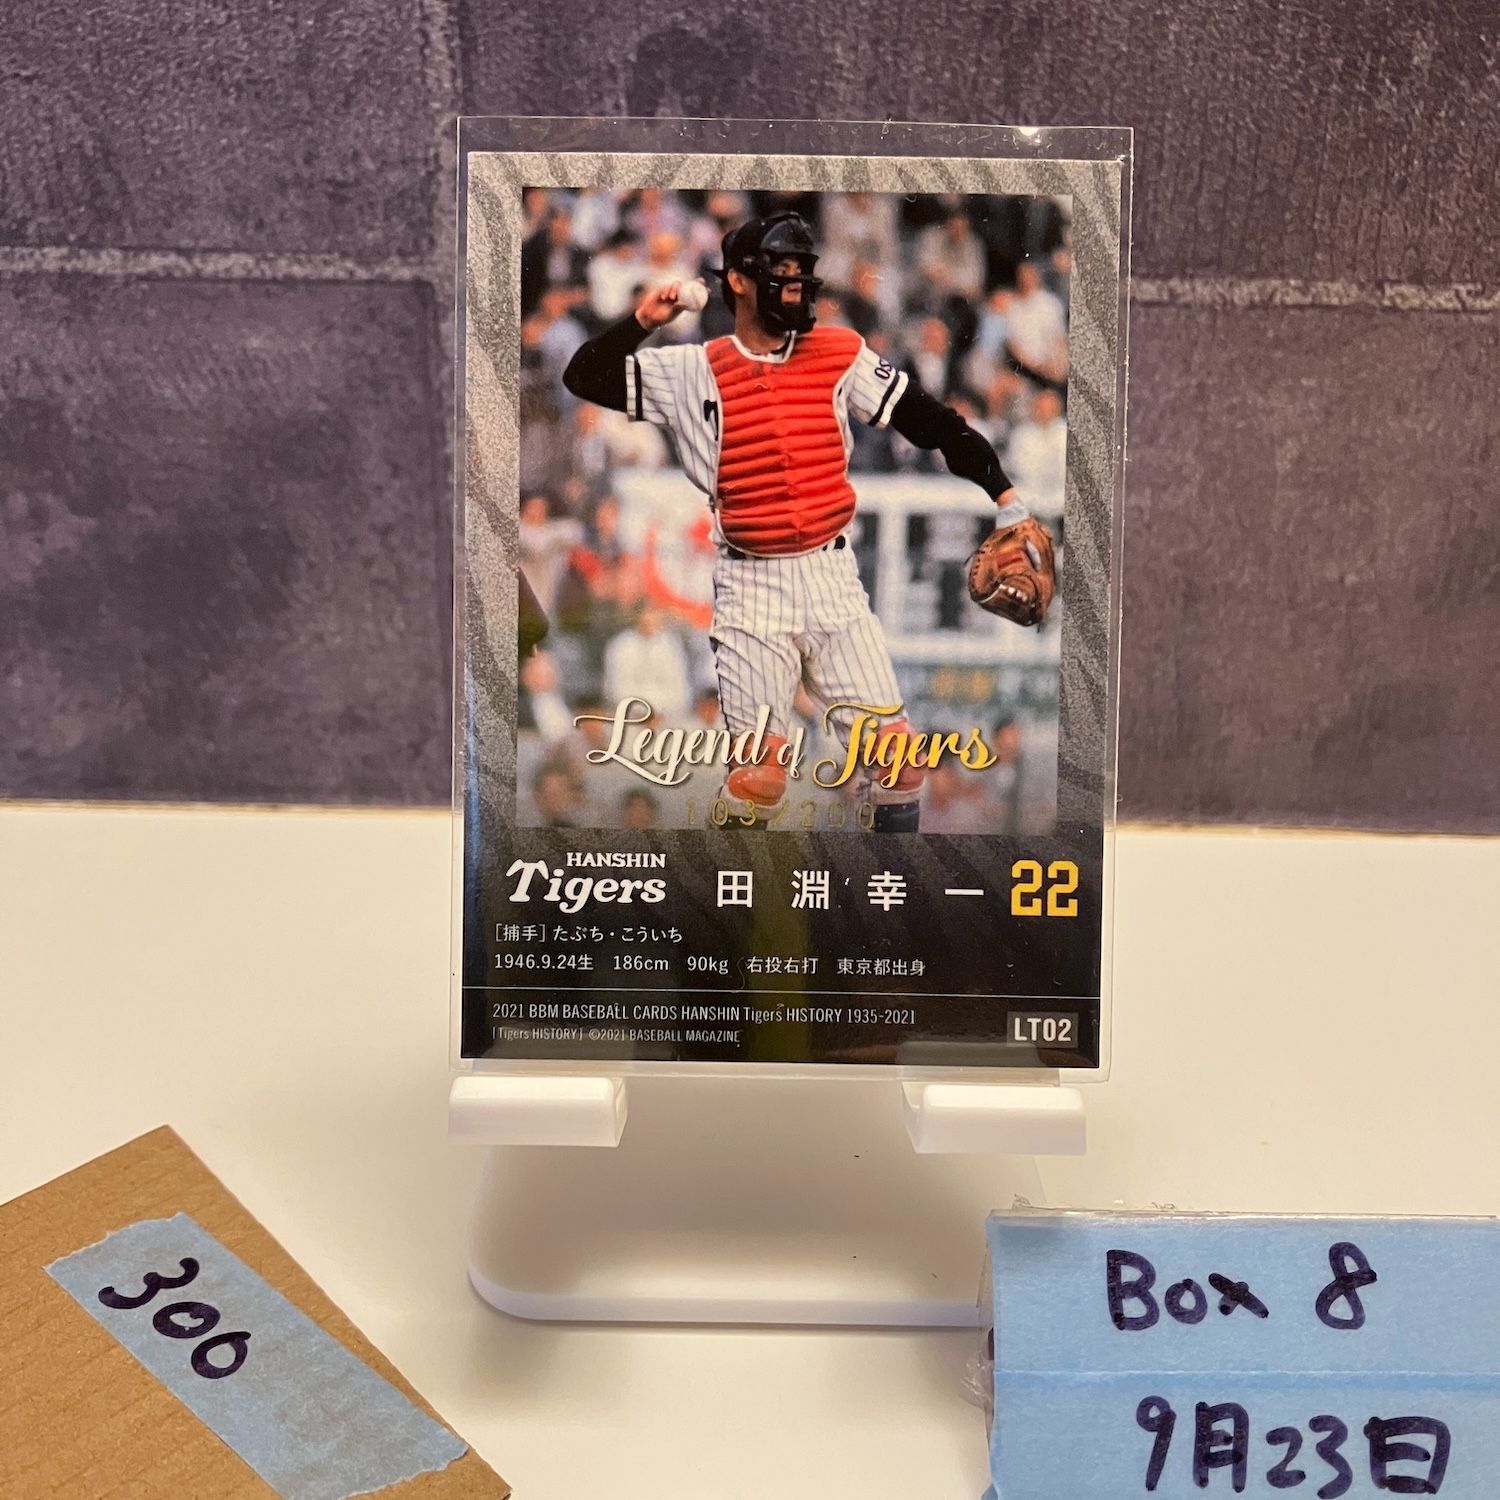 OS
Legend of Tigers
103/200
HANSHIN
Tigers
田淵幸一
22
[捕手] たぶち・こういち
1946.9.24生 186cm 90kg 右投右打 東京都出身
2021 BBM BASEBALL CARDS HANSHIN Tigers HISTORY 1935-2021
[Tigers HISTORY] ©2021 BASEBALL MAGAZINE
LT02
300
Box 8
9月23日